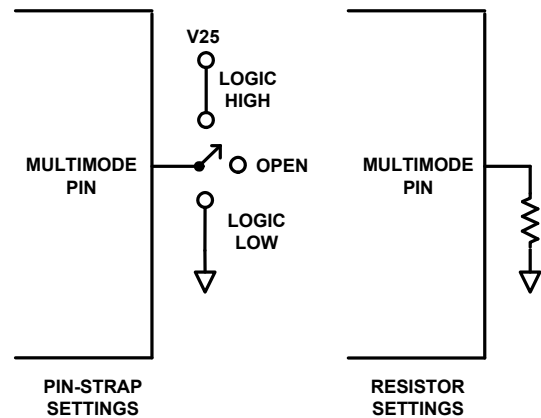 V25
LOGIC
HIGH
MULTIMODE
PIN
OPEN
LOGIC
LOW
PIN-STRAP
SETTINGS
MULTIMODE
PIN
RESISTOR
SETTINGS